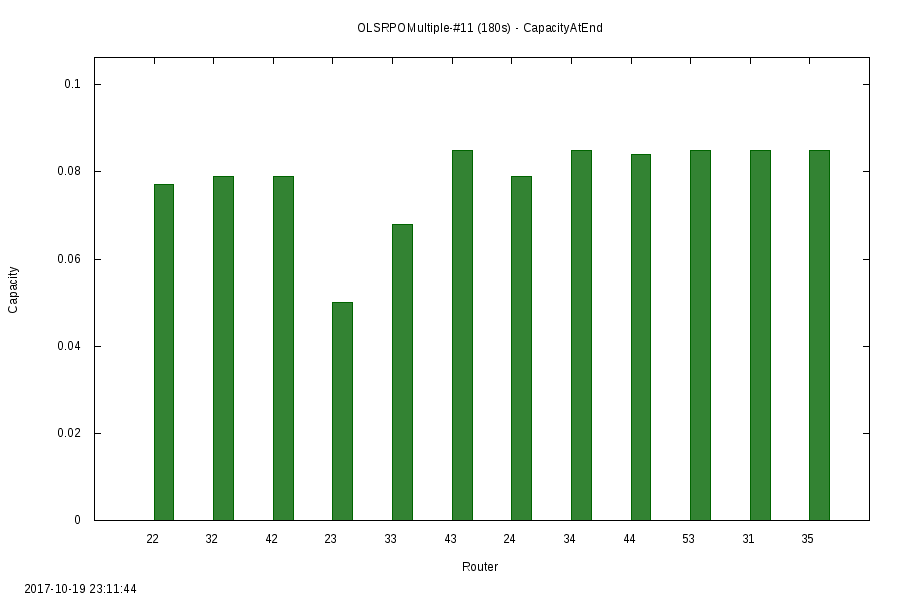 OLSRPOMultiple-#11 (180s) - CapacityAtEnd
0.1
0.08
0.06
0.04
0.02
0
Capacity
22 32 42 23 33 43 24 34 44 53 31 35
Router
2017-10-19 23:11:44